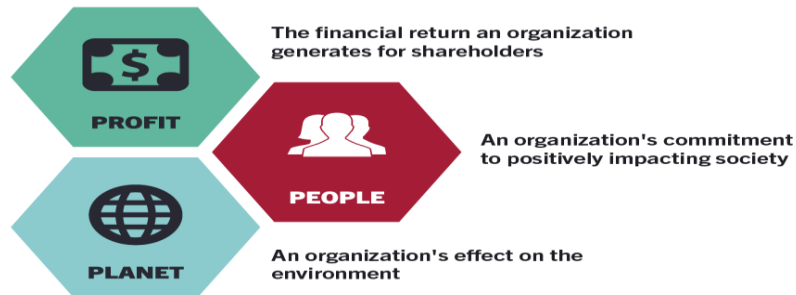 The financial return an organization
generates for shareholders
$
PROFIT
An organization's commitment
to positively impacting society
PEOPLE
An organization's effect on the
environment
PLANET